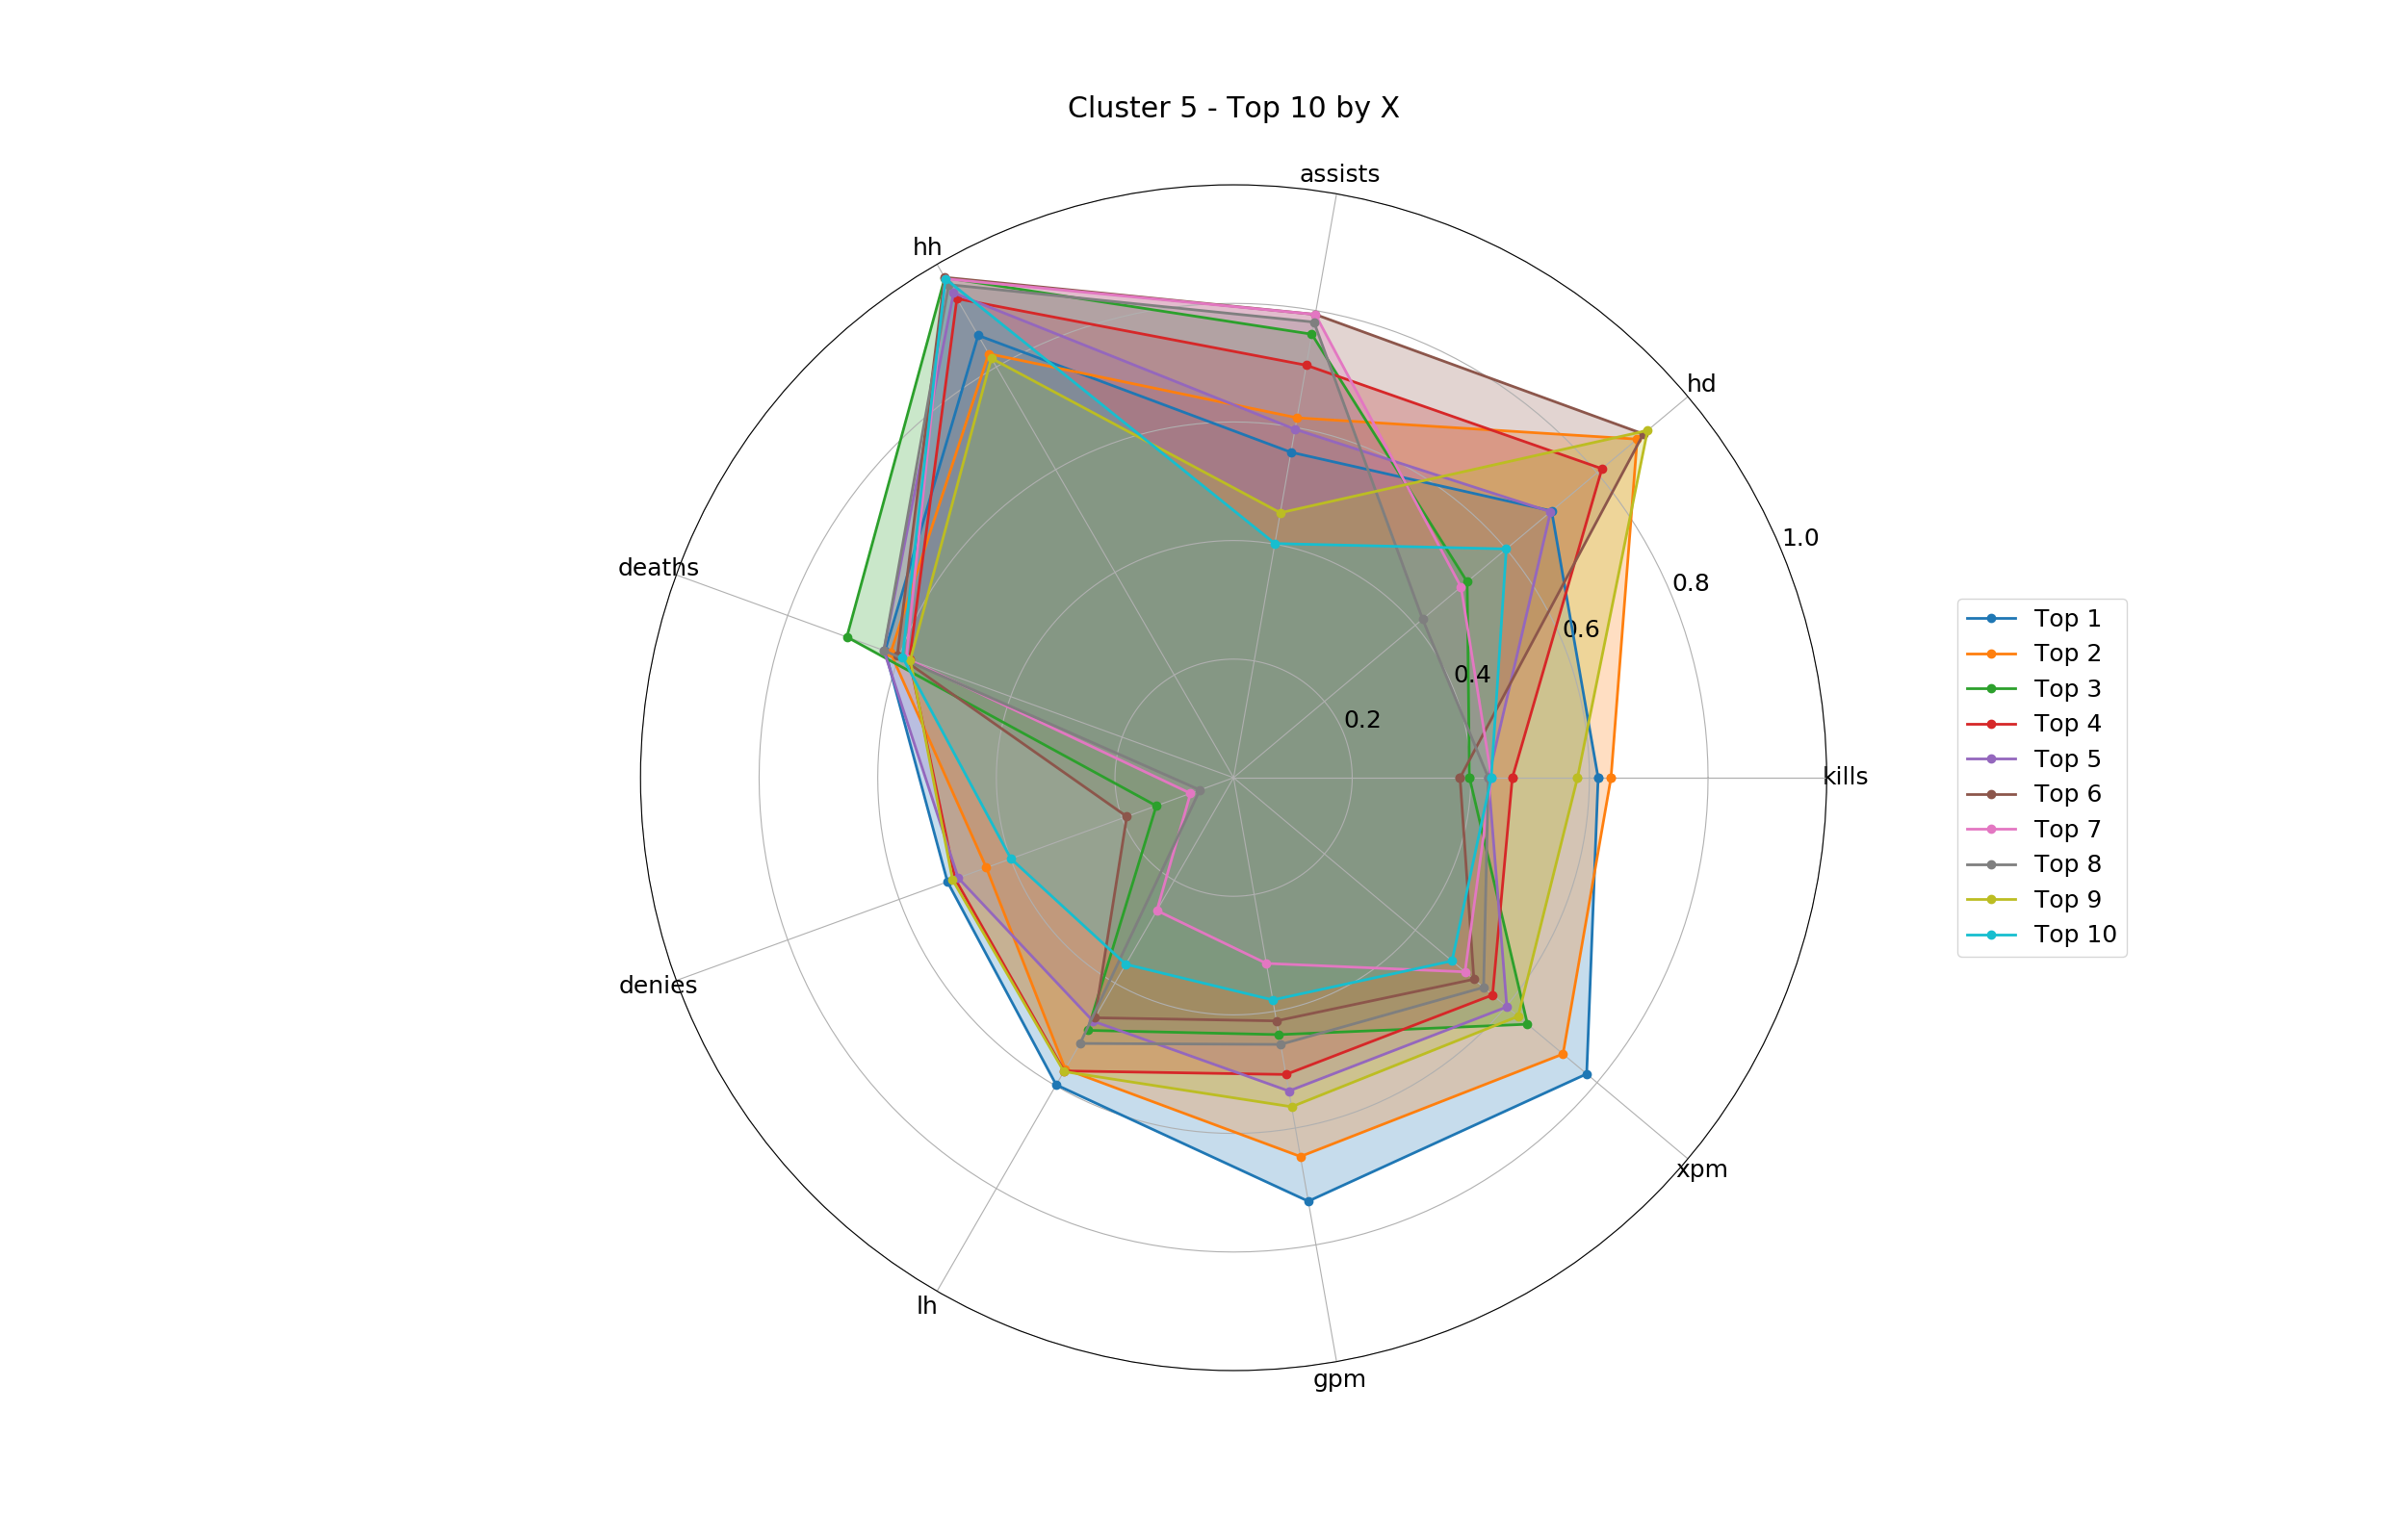 Cluster 5 - Top 10 by X
assists
hh
hd
1.0
deaths
0.8
0.6
0.4
0.2
kills
denies
xpm
lh
gpm
Top 1
Top 2
Top 3
Top 4
Top 5
Top 6
Top 7
Top 8
Top 9
Top 10